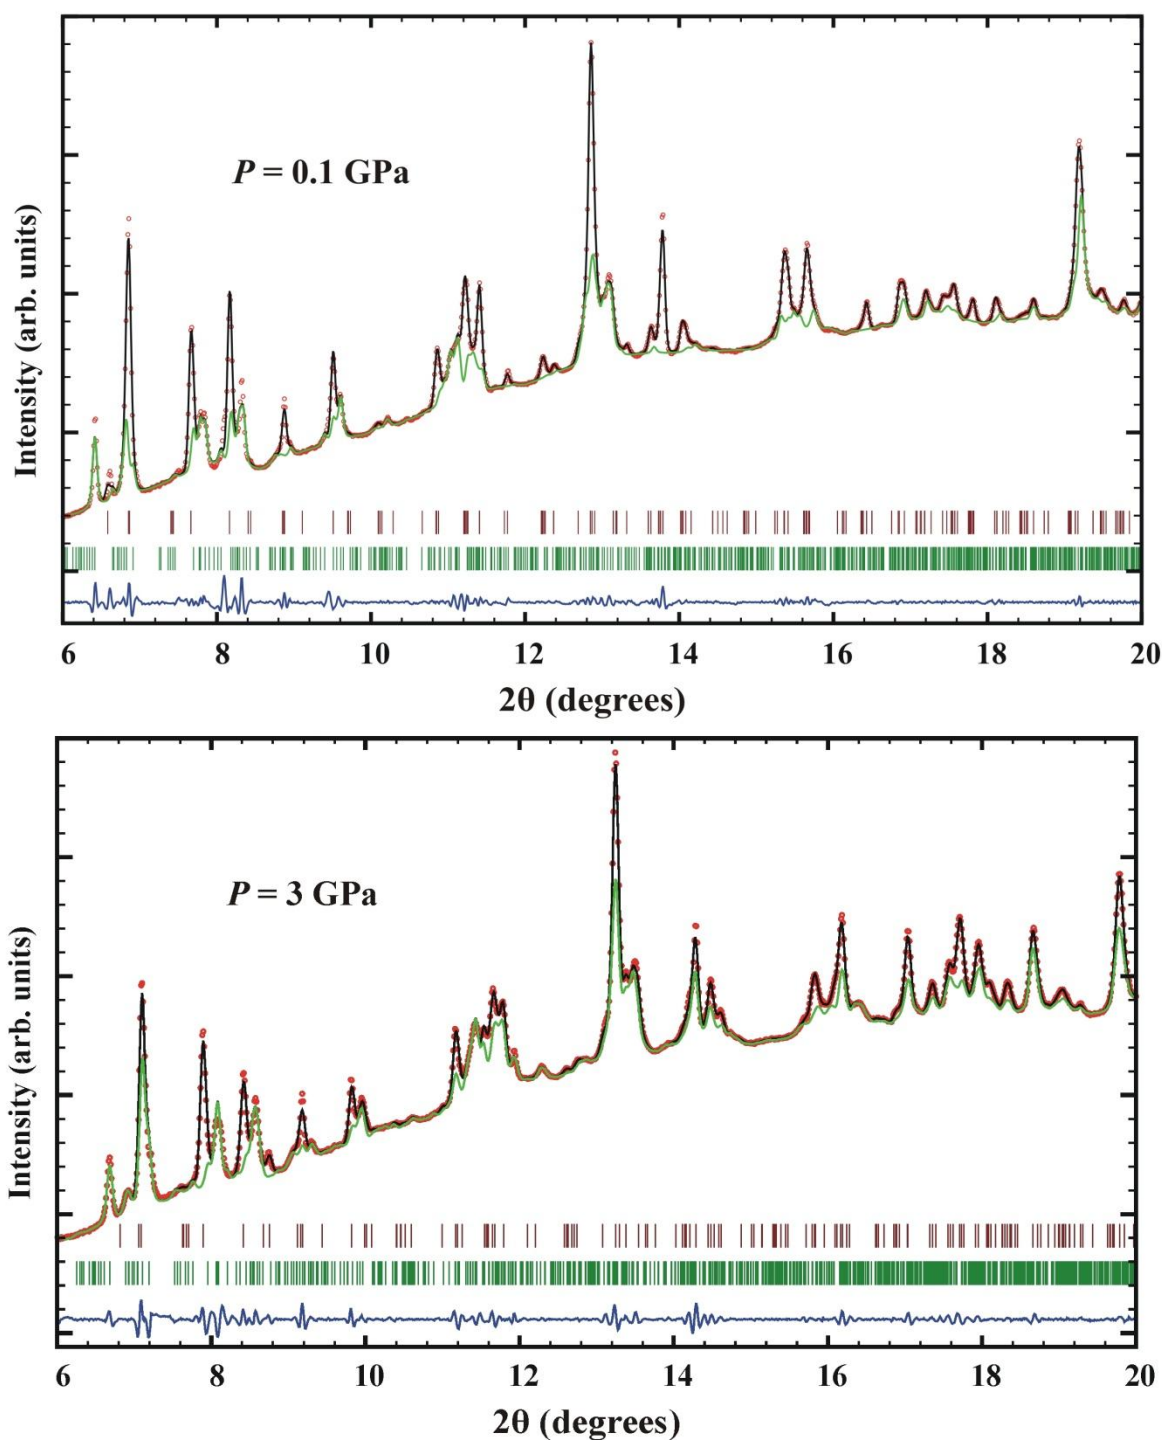 P = 0.1 GPa
Intensity (arb. units)
6 8 10 12 14 16 18 20
2θ (degrees)
P = 3 GPa
Intensity (arb. units)
6 8 10 12 14 16 18 20
2θ (degrees)